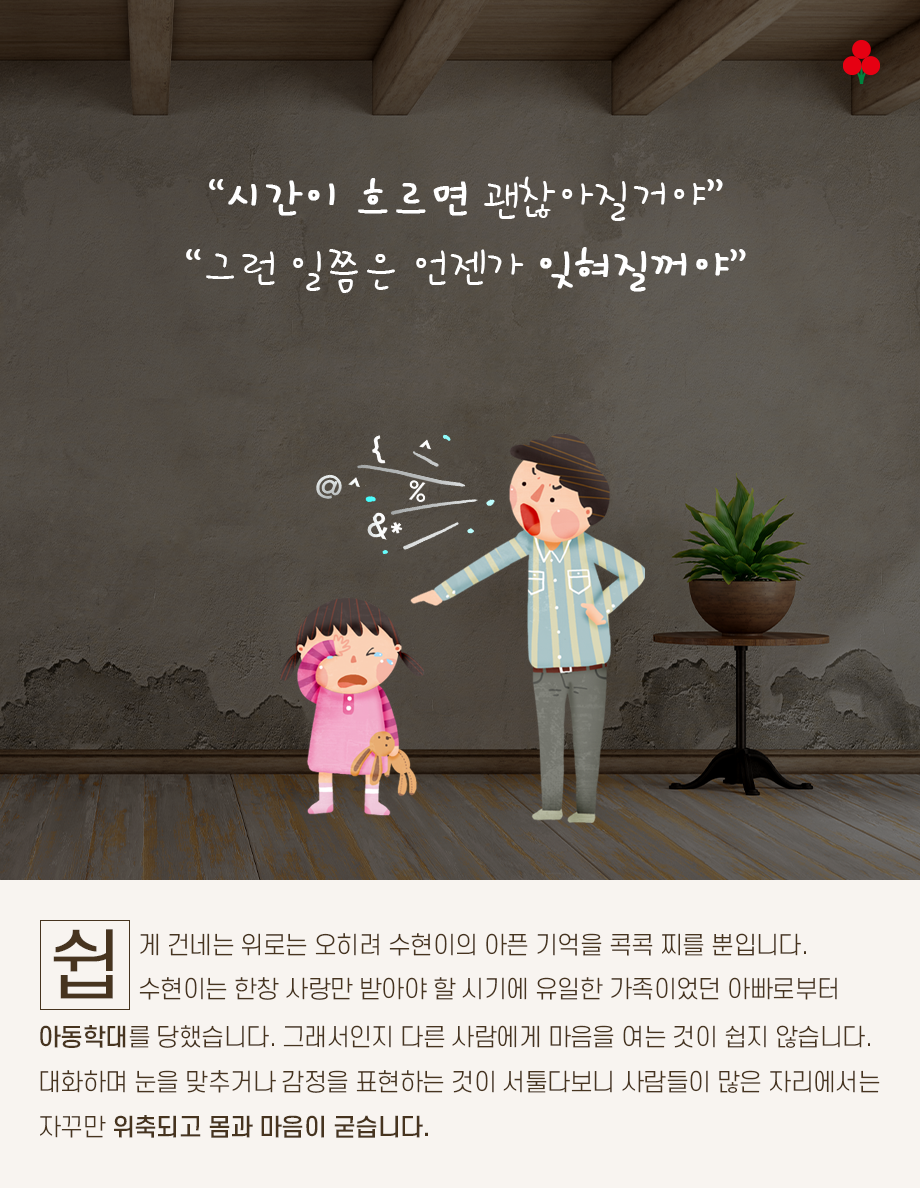 “시간이 흐르면 괜찮아질거야”
“그런 일쯤은 언젠가 잊혀질꺼야”
{ ^
@ ^ %
&*
쉽게 건네는 위로는 오히려 수현이의 아픈 기억을 콕콕 찌를 뿐입니다.
수현이는 한창 사랑만 받아야 할 시기에 유일한 가족이었던 아빠로부터
아동학대를 당했습니다. 그래서인지 다른 사람에게 마음을 여는 것이 쉽지 않습니다.
대화하며 눈을 맞추거나 감정을 표현하는 것이 서툴다보니 사람들이 많은 자리에서는
자꾸만 위축되고 몸과 마음이 굳습니다.